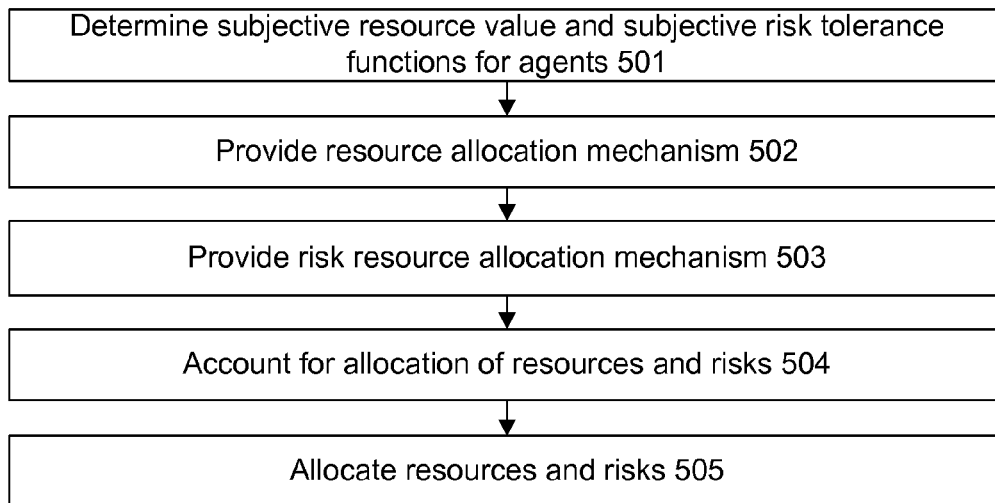 Determine subjective resource value and subjective risk tolerance
functions for agents 501
Provide resource allocation mechanism 502
Provide risk resource allocation mechanism 503
Account for allocation of resources and risks 504
Allocate resources and risks 505